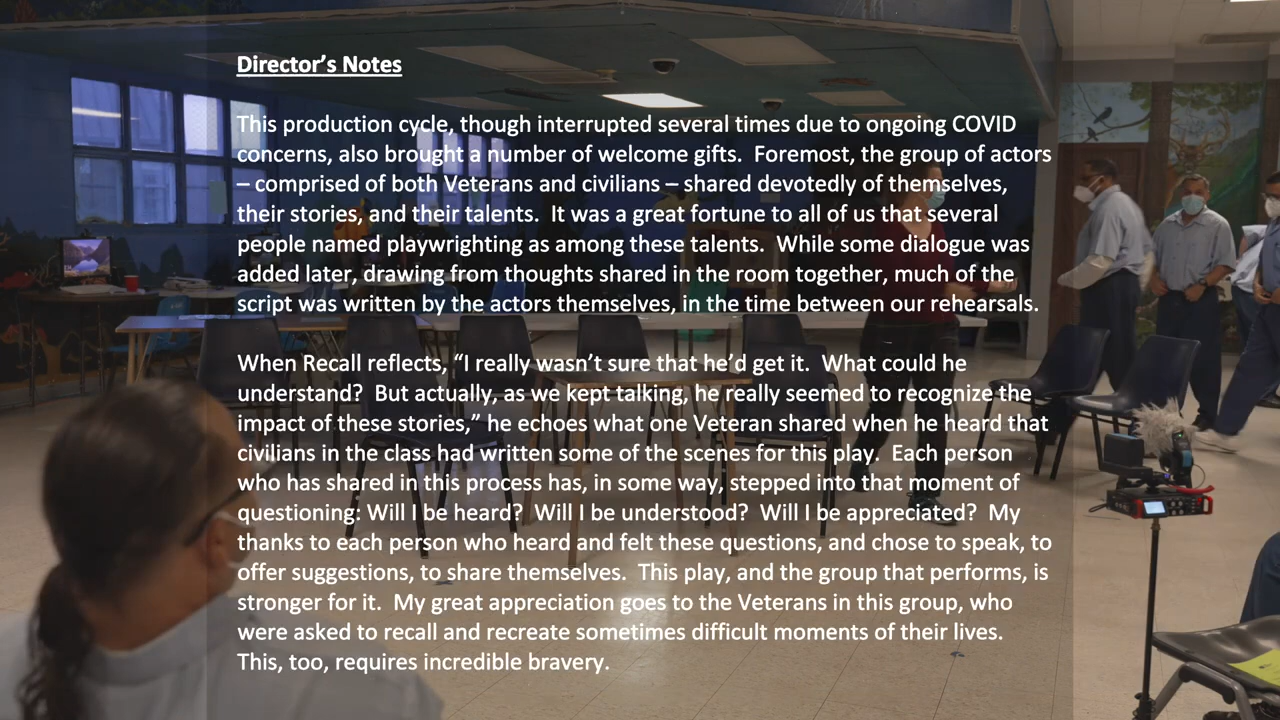 Director’s Notes
This production cycle, though interrupted several times due to ongoing COVID
concerns, also brought a number of welcome gifts.  Foremost, the group of actors
– comprised of both Veterans and civilians – shared devotedly of themselves,
their stories, and their talents.  It was a great fortune to all of us that several
people named playwrighting as among these talents.  While some dialogue was
added later, drawing from thoughts shared in the room together, much of the
script was written by the actors themselves, in the time between our rehearsals.
When Recall reflects, “I really wasn’t sure that he’d get it.  What could he
understand?  But actually, as we kept talking, he really seemed to recognize the
impact of these stories,” he echoes what one Veteran shared when he heard that
civilians in the class had written some of the scenes for this play.  Each person
who has shared in this process has, in some way, stepped into that moment of
questioning: Will I be heard?  Will I be understood?  Will I be appreciated?  My
thanks to each person who heard and felt these questions, and chose to speak, to
offer suggestions, to share themselves.  This play, and the group that performs, is
stronger for it.  My great appreciation goes to the Veterans in this group, who
were asked to recall and recreate sometimes difficult moments of their lives.
This, too, requires incredible bravery.